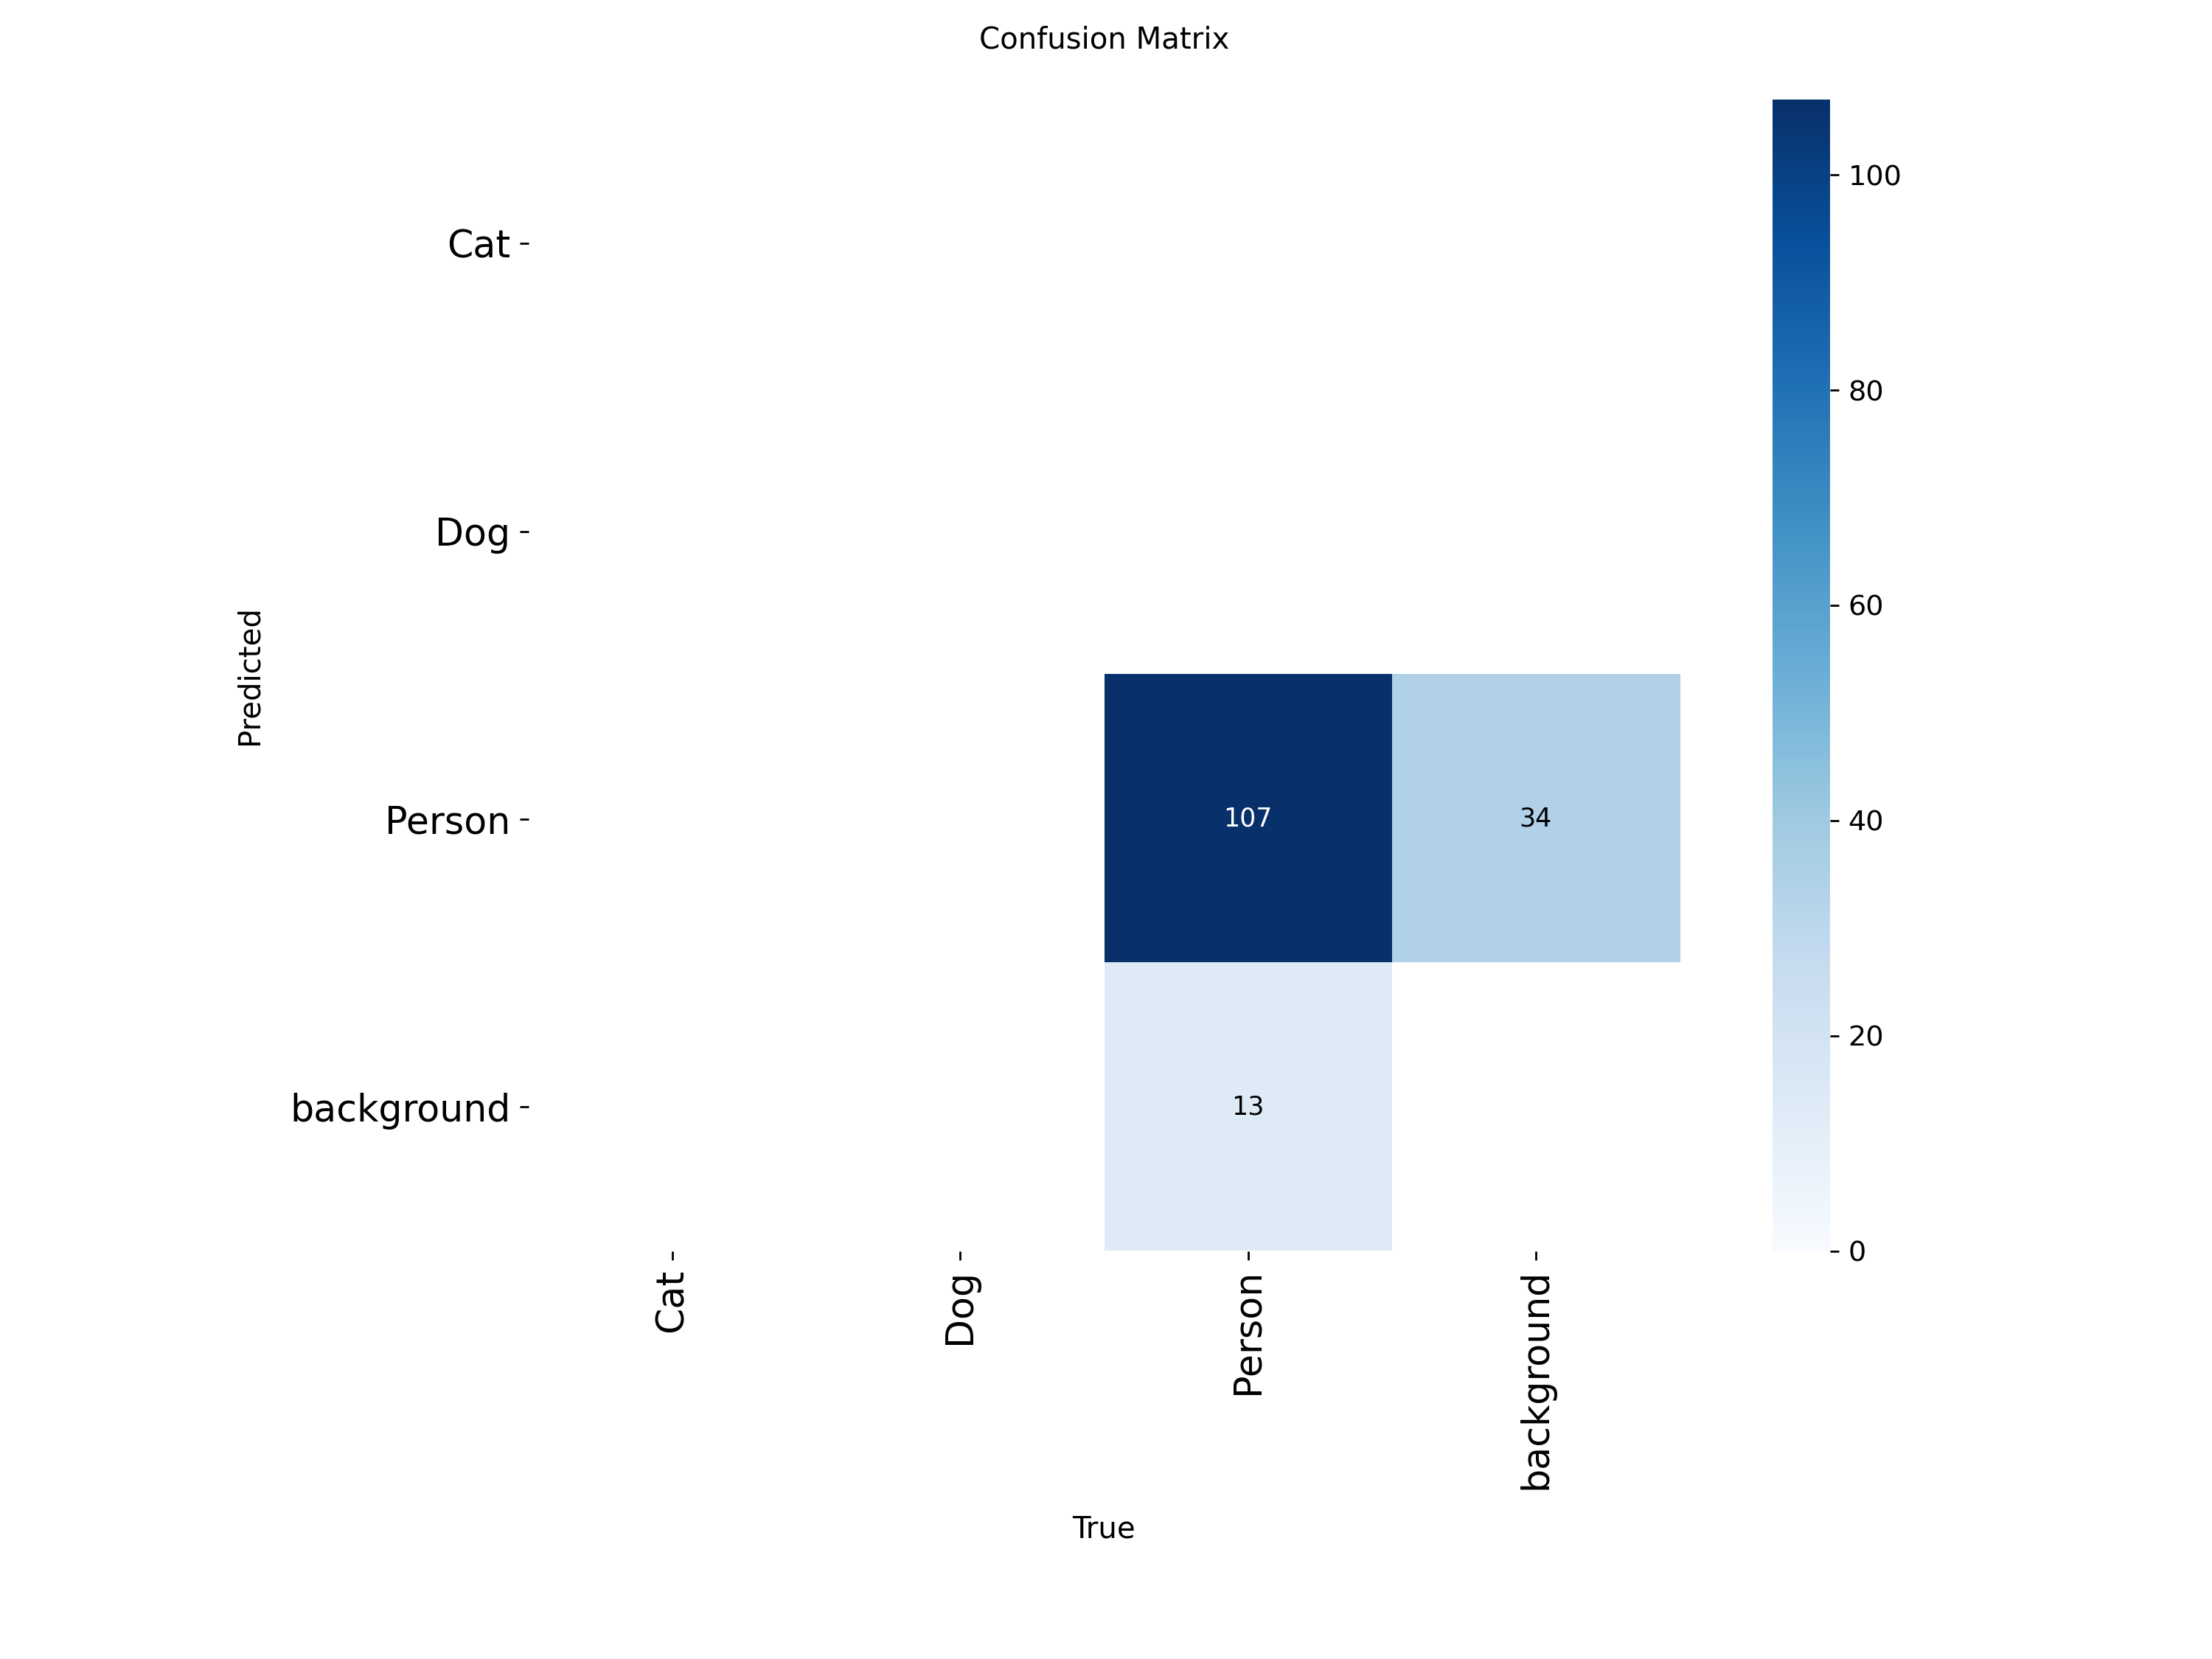 Confusion Matrix
100
80
60
40
20
0
Predicted
Cat
Dog
Person
background
107
34
13
Cat
Dog
Person
background
True